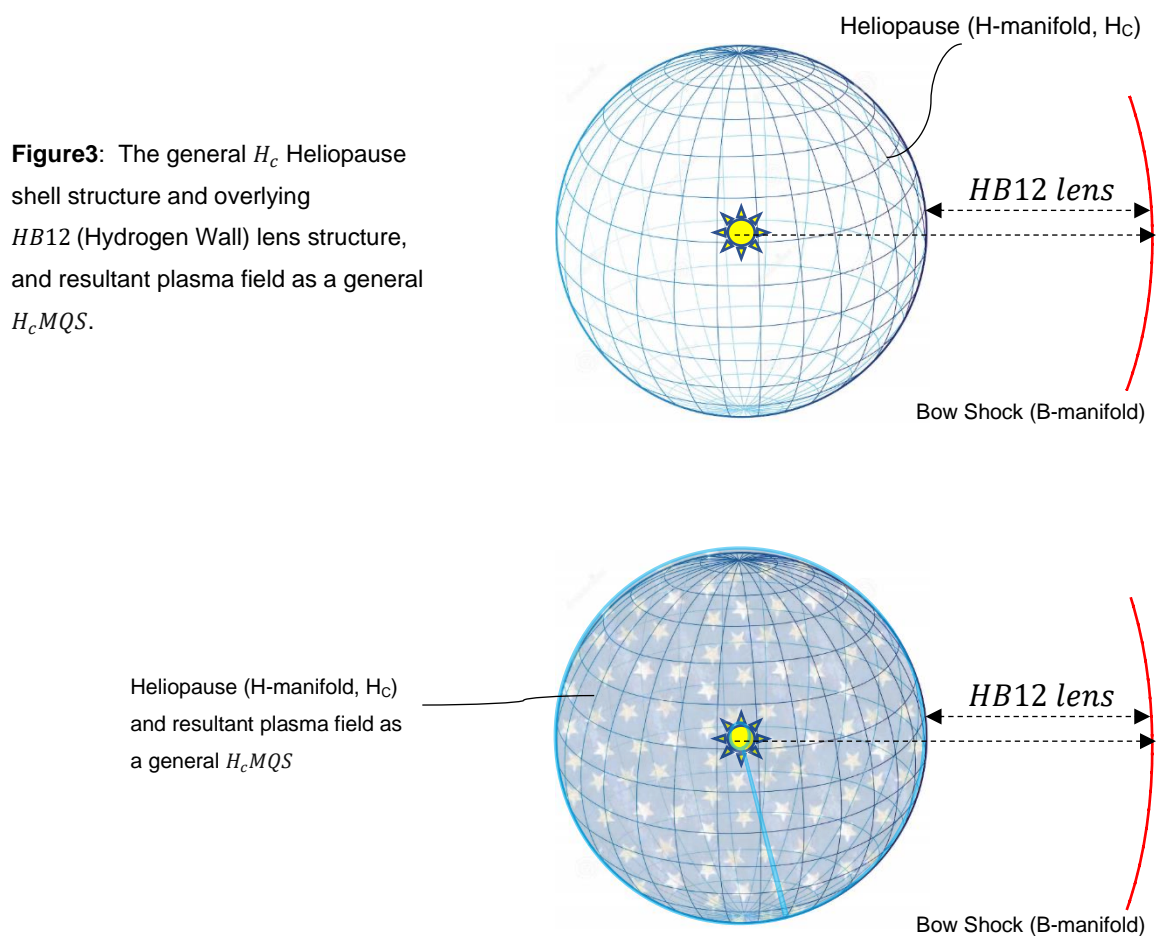 Heliopause (H-manifold, H_C)
Figure3: The general H_c Heliopause
shell structure and overlying
HB12 (Hydrogen Wall) lens structure,
and resultant plasma field as a general
H_cMQS.
HB12 lens
Bow Shock (B-manifold)
Heliopause (H-manifold, H_C)
and resultant plasma field as
a general H_cMQS
HB12 lens
Bow Shock (B-manifold)